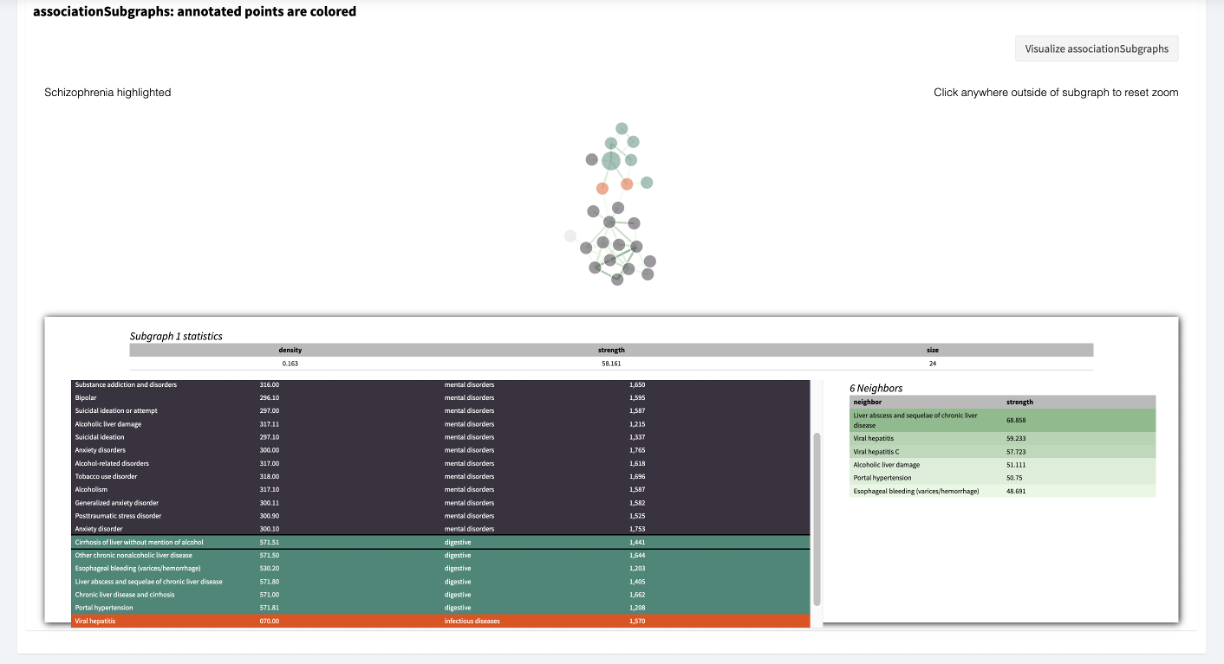 associationSubgraphs: annotated points are colored
Visualize associationSubgraphs
Schizophrenia highlighted
Click anywhere outside of subgraph to reset zoom
Subgraph 1 statistics
density strength size
0.163 58.161 24
Substance addiction and disorders 316.00 mental disorders 1,650
Bipolar 296.10 mental disorders 1,595
Suicidal ideation or attempt 297.00 mental disorders 1,587
Alcoholic liver damage 317.11 mental disorders 1,215
Suicidal ideation 297.10 mental disorders 1,337
Anxiety disorders 300.00 mental disorders 1,765
Alcohol-related disorders 317.00 mental disorders 1,618
Tobacco use disorder 318.00 mental disorders 1,696
Alcoholism 317.10 mental disorders 1,587
Generalized anxiety disorder 300.11 mental disorders 1,582
Posttraumatic stress disorder 300.90 mental disorders 1,525
Anxiety disorder 300.10 mental disorders 1,753
Cirrhosis of liver without mention of alcohol 571.51 digestive 1,441
Other chronic nonalcoholic liver disease 571.50 digestive 1,644
Esophageal bleeding (varices/hemorrhage) 530.20 digestive 1,203
Liver abscess and sequelae of chronic liver disease 571.80 digestive 1,405
Chronic liver disease and cirrhosis 571.00 digestive 1,662
Portal hypertension 571.81 digestive 1,208
Viral hepatitis 070.00 infectious diseases 1,570
6 Neighbors
neighbor strength
Liver abscess and sequelae of chronic liver
disease 68.858
Viral hepatitis 59.233
Viral hepatitis C 57.723
Alcoholic liver damage 51.111
Portal hypertension 50.75
Esophageal bleeding (varices/hemorrhage) 48.691